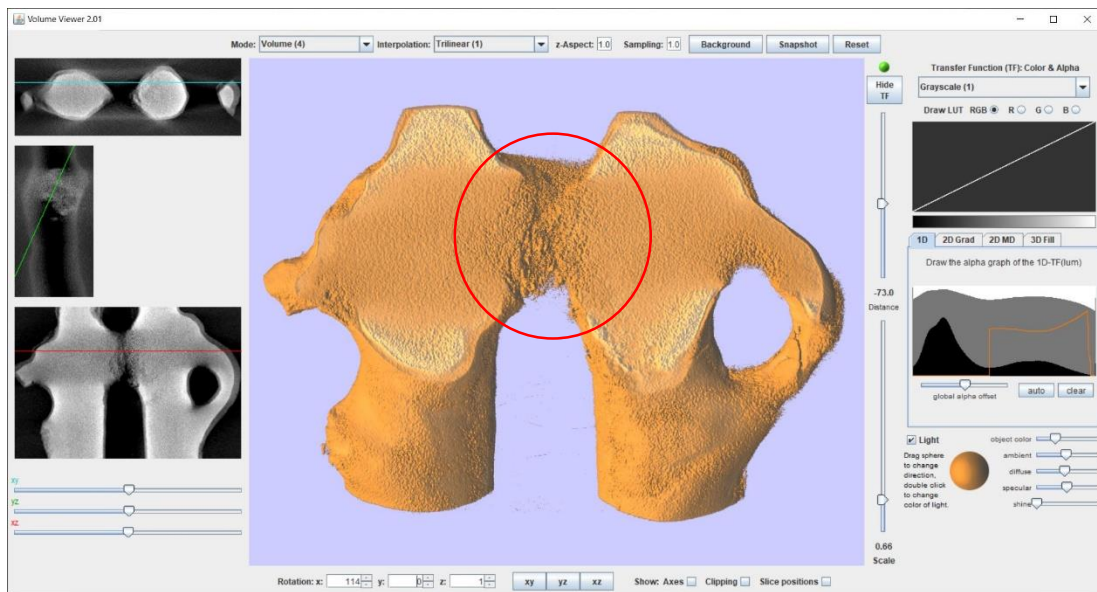 Volume Viewer 2.01
Mode: Volume (4) Interpolation: Trilinear (1) z-Aspect: 1.0 Sampling: 1.0 Background Snapshot Reset
Hide
TF
-73.0
Distance
0.66
Scale
Transfer Function (TF): Color & Alpha
Grayscale (1)
Draw LUT RGB R G B
1D 2D Grad 2D MD 3D Fill
Draw the alpha graph of the 1D-TF(lum)
global alpha offset auto clear
Light
Drag sphere
to change
direction,
double click
to change
color of light.
object color
ambient
diffuse
specular
shine
xy
yz
xz
Rotation: x: 114 y: 0 z: 1 xy yz xz Show: Axes Clipping Slice positions